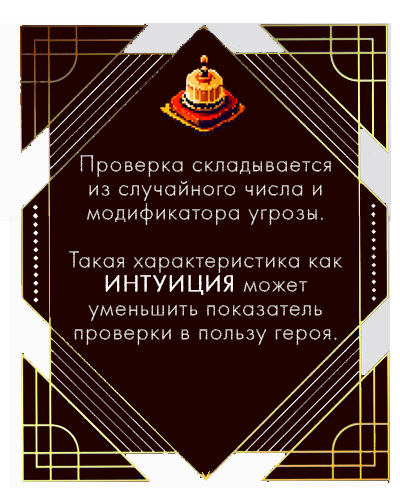 Проверка складывается
из случайного числа и
модификатора угрозы.
Такая характеристика как
ИНТУИЦИЯ может
уменьшить показатель
проверки в пользу героя.